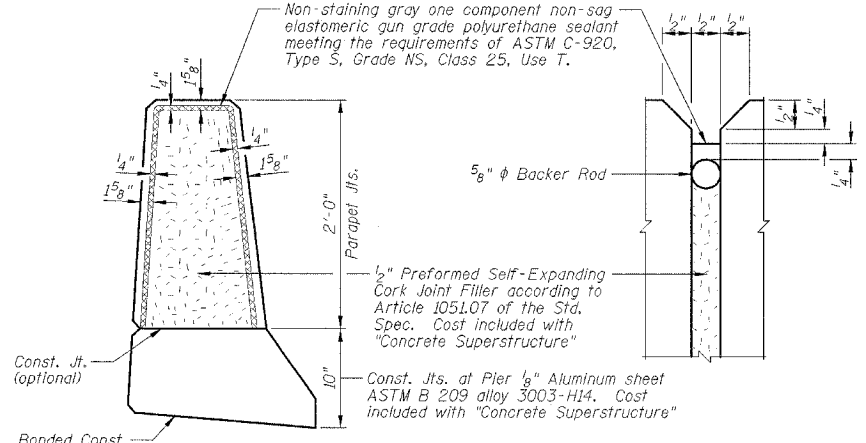 Non-staining gray one component non-sag
elastomeric gun grade polyurethane sealant
meeting the requirements of ASTM C-920,
Type S, Grade NS, Class 25, Use T.
1/2"
1/2"
1/2"
1/4"
1 5/8"
1/4"
1 5/8"
1/4"
1 5/8"
2'-0"
Parapet Jts.
1/2"
1/4"
1/4"
5/8" ϕ Backer Rod
1/2" Preformed Self-Expanding
Cork Joint Filler according to
Article 1051.07 of the Std.
Spec. Cost included with
"Concrete Superstructure"
Const. Jt.
(optional)
10"
Const. Jts. at Pier 1/8" Aluminum sheet
ASTM B 209 alloy 3003-H14. Cost
included with "Concrete Superstructure"
Bonded Const.